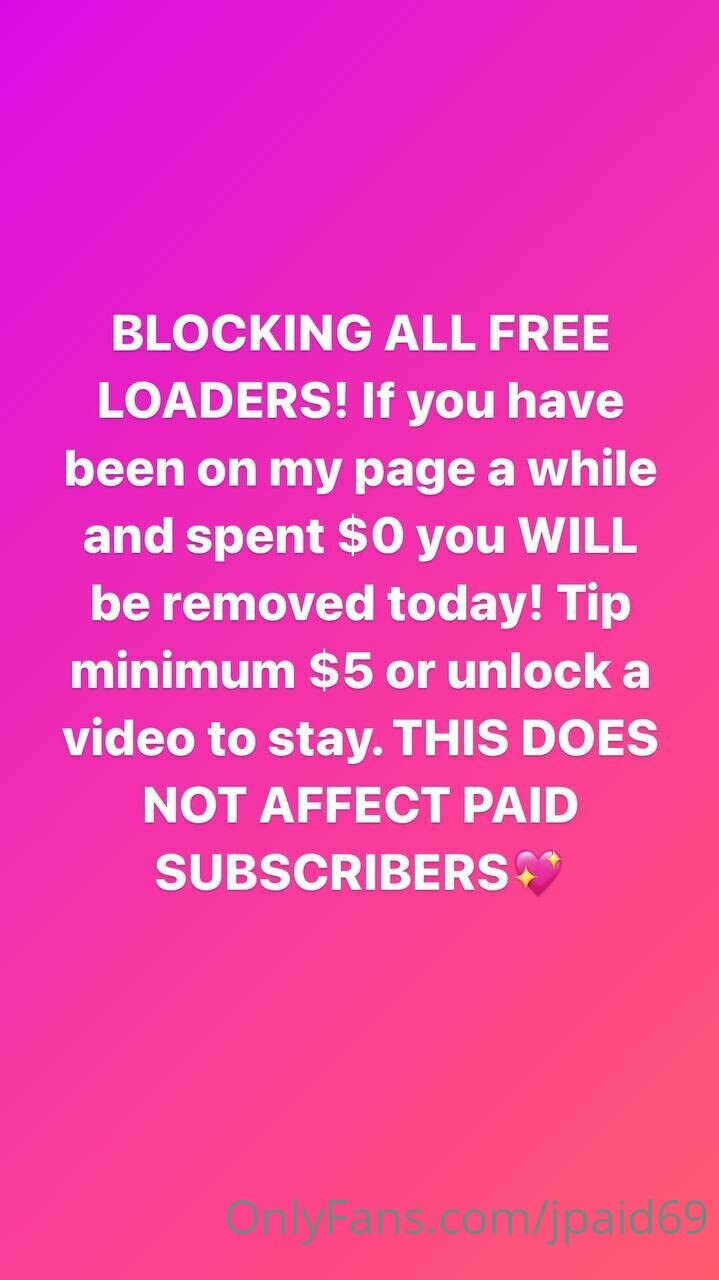 BLOCKING ALL FREE
LOADERS! If you have
been on my page a while
and spent $0 you WILL
be removed today! Tip
minimum $5 or unlock a
video to stay. THIS DOES
NOT AFFECT PAID
SUBSCRIBERS💖
OnlyFans.com/jpaid69